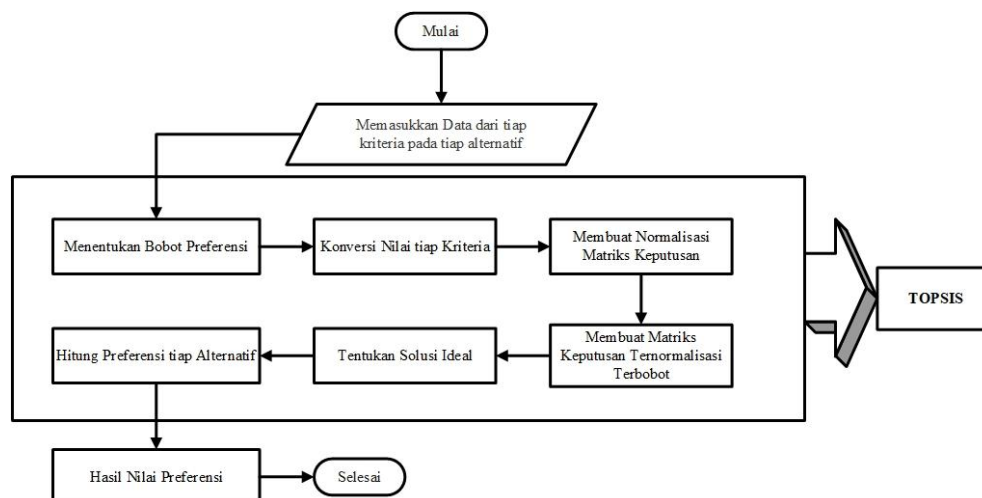 Mulai
Memasukkan Data dari tiap
kriteria pada tiap alternatif
Menentukan Bobot Preferensi
Konversi Nilai tiap Kriteria
Membuat Normalisasi
Matriks Keputusan
TOPSIS
Membuat Matriks
Keputusan Ternormalisasi
Terbobot
Tentukan Solusi Ideal
Hitung Preferensi tiap Alternatif
Hasil Nilai Preferensi
Selesai